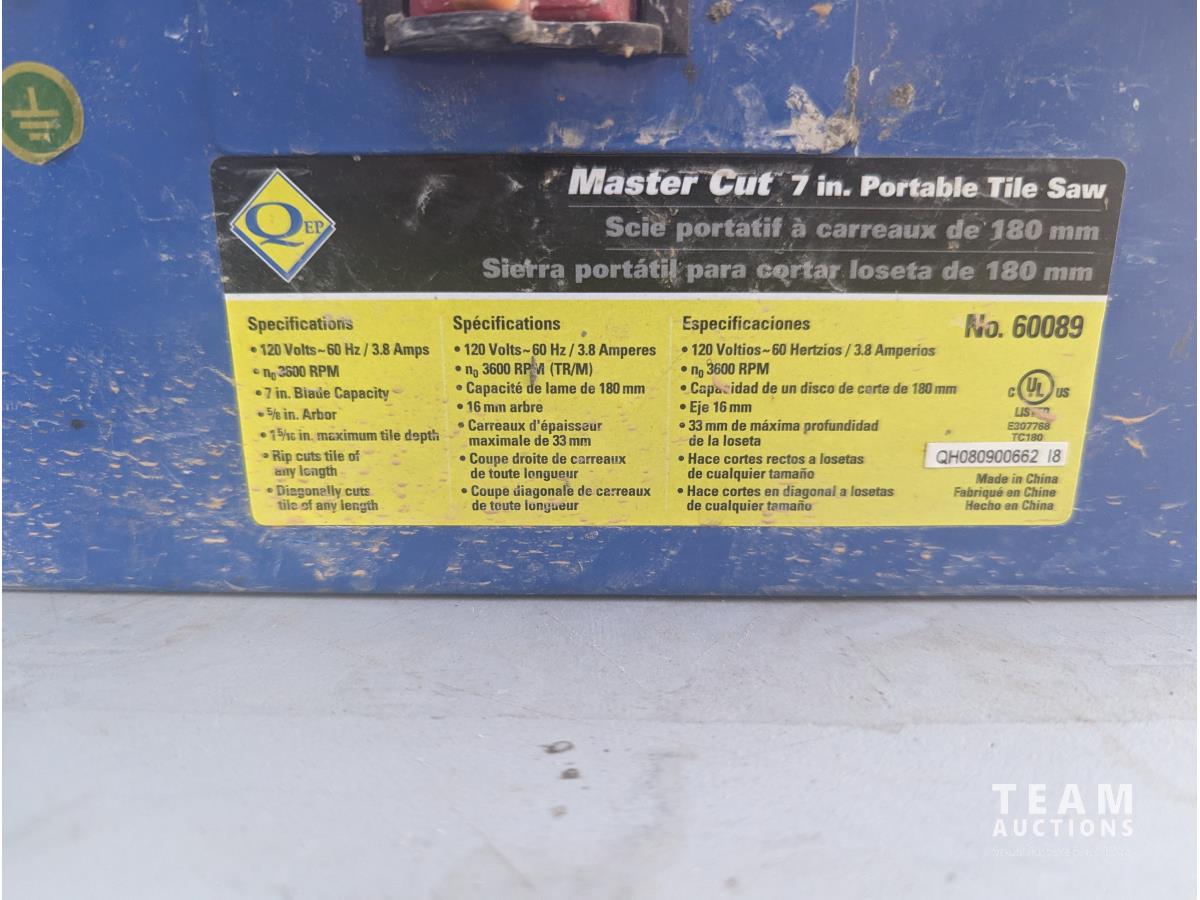 QEP
Master Cut 7 in. Portable Tile Saw
Scie portatif à carreaux de 180 mm
Sierra portátil para cortar loseta de 180 mm
Specifications
• 120 Volts~60 Hz / 3.8 Amps
• n0 3600 RPM
• 7 in. Blade Capacity
• 5/8 in. Arbor
• 1 5/16 in. maximum tile depth
• Rip cuts tile of
any length
• Diagonally cuts
tile of any length
Spécifications
• 120 Volts~60 Hz / 3.8 Amperes
• n0 3600 RPM (TR/M)
• Capacité de lame de 180 mm
• 16 mm arbre
• Carreaux d'épaisseur
maximale de 33 mm
• Coupe droite de carreaux
de toute longueur
• Coupe diagonale de carreaux
de toute longueur
Especificaciones
• 120 Voltios~60 Hertzios / 3.8 Amperios
• n0 3600 RPM
• Capacidad de un disco de corte de 180 mm
• Eje 16 mm
• 33 mm de máxima profundidad
de la loseta
• Hace cortes rectos a losetas
de cualquier tamaño
• Hace cortes en diagonal a losetas
de cualquier tamaño
No. 60089
C UL US
LISTED
E307768
TC180
QH080900662 I8
Made in China
Fabriqué en Chine
Hecho en China
TEAM
AUCTIONS